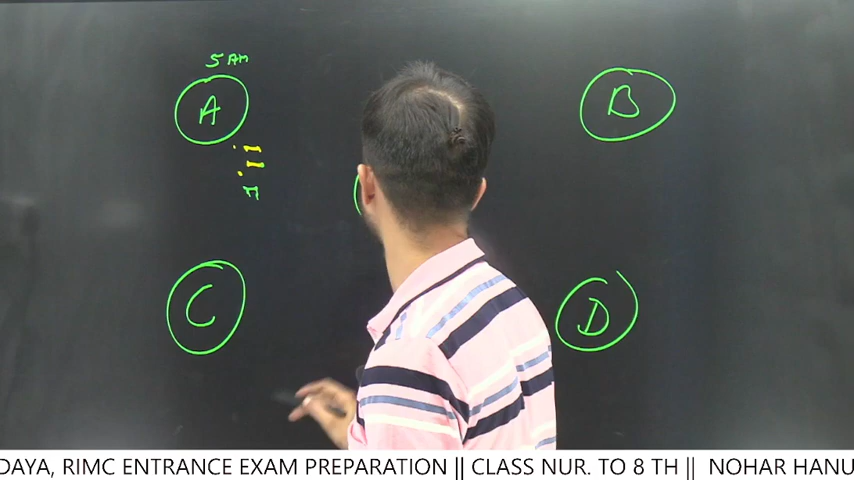 5 AM
A
B
C
D
DAYA, RIMC ENTRANCE EXAM PREPARATION || CLASS NUR. TO 8 TH || NOHAR HANU